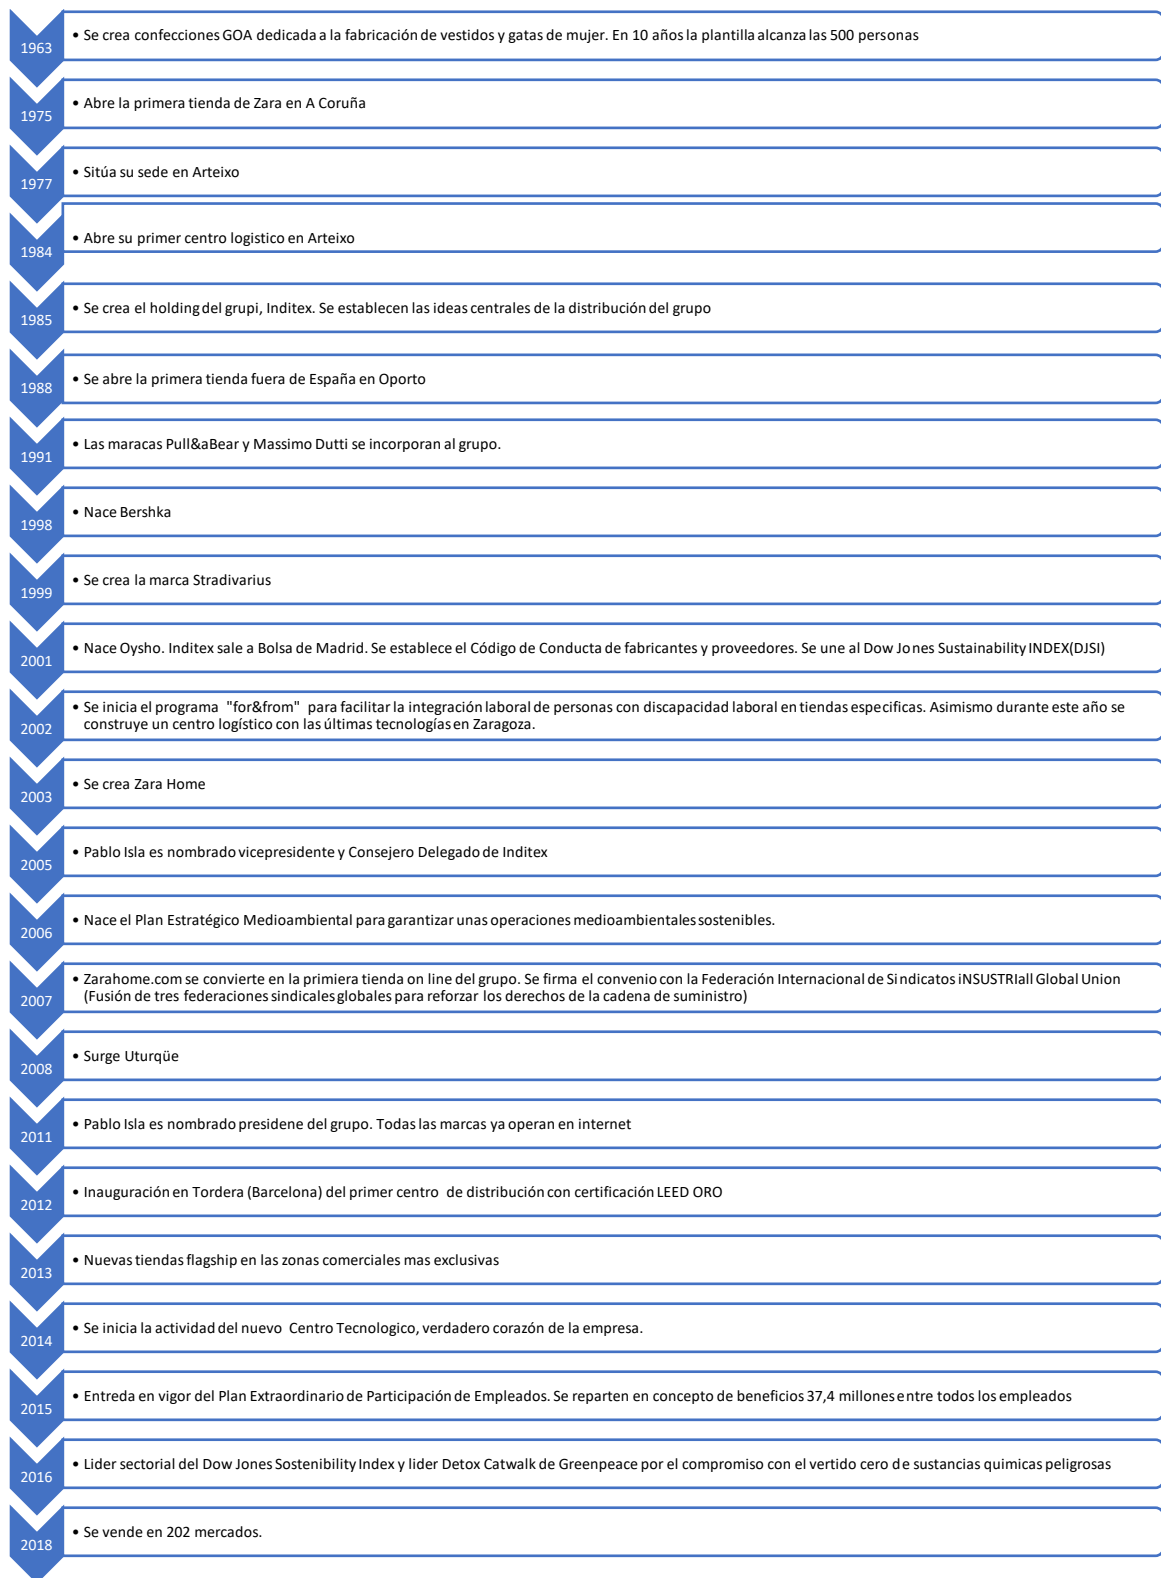 1963
• Se crea confecciones GOA dedicada a la fabricación de vestidos y gatas de mujer. En 10 años la plantilla alcanza las 500 personas
1975
• Abre la primera tienda de Zara en A Coruña
1977
• Sitúa su sede en Arteixo
1984
• Abre su primer centro logistico en Arteixo
1985
• Se crea el holding del grupi, Inditex. Se establecen las ideas centrales de la distribución del grupo
1988
• Se abre la primera tienda fuera de España en Oporto
1991
• Las maracas Pull&aBear y Massimo Dutti se incorporan al grupo.
1998
• Nace Bershka
1999
• Se crea la marca Stradivarius
2001
• Nace Oysho. Inditex sale a Bolsa de Madrid. Se establece el Código de Conducta de fabricantes y proveedores. Se une al Dow Jones Sustainability INDEX(DJSI)
2002
• Se inicia el programa "for&from" para facilitar la integración laboral de personas con discapacidad laboral en tiendas especificas. Asimismo durante este año se
construye un centro logístico con las últimas tecnologías en Zaragoza.
2003
• Se crea Zara Home
2005
• Pablo Isla es nombrado vicepresidente y Consejero Delegado de Inditex
2006
• Nace el Plan Estratégico Medioambiental para garantizar unas operaciones medioambientales sostenibles.
2007
• Zarahome.com se convierte en la primiera tienda on line del grupo. Se firma el convenio con la Federación Internacional de Sindicatos iNSUSTRIall Global Union
(Fusión de tres federaciones sindicales globales para reforzar los derechos de la cadena de suministro)
2008
• Surge Uturqüe
2011
• Pablo Isla es nombrado presidene del grupo. Todas las marcas ya operan en internet
2012
• Inauguración en Tordera (Barcelona) del primer centro de distribución con certificación LEED ORO
2013
• Nuevas tiendas flagship en las zonas comerciales mas exclusivas
2014
• Se inicia la actividad del nuevo Centro Tecnologico, verdadero corazón de la empresa.
2015
• Entreda en vigor del Plan Extraordinario de Participación de Empleados. Se reparten en concepto de beneficios 37,4 millones entre todos los empleados
2016
• Lider sectorial del Dow Jones Sostenibility Index y lider Detox Catwalk de Greenpeace por el compromiso con el vertido cero de sustancias quimicas peligrosas
2018
• Se vende en 202 mercados.